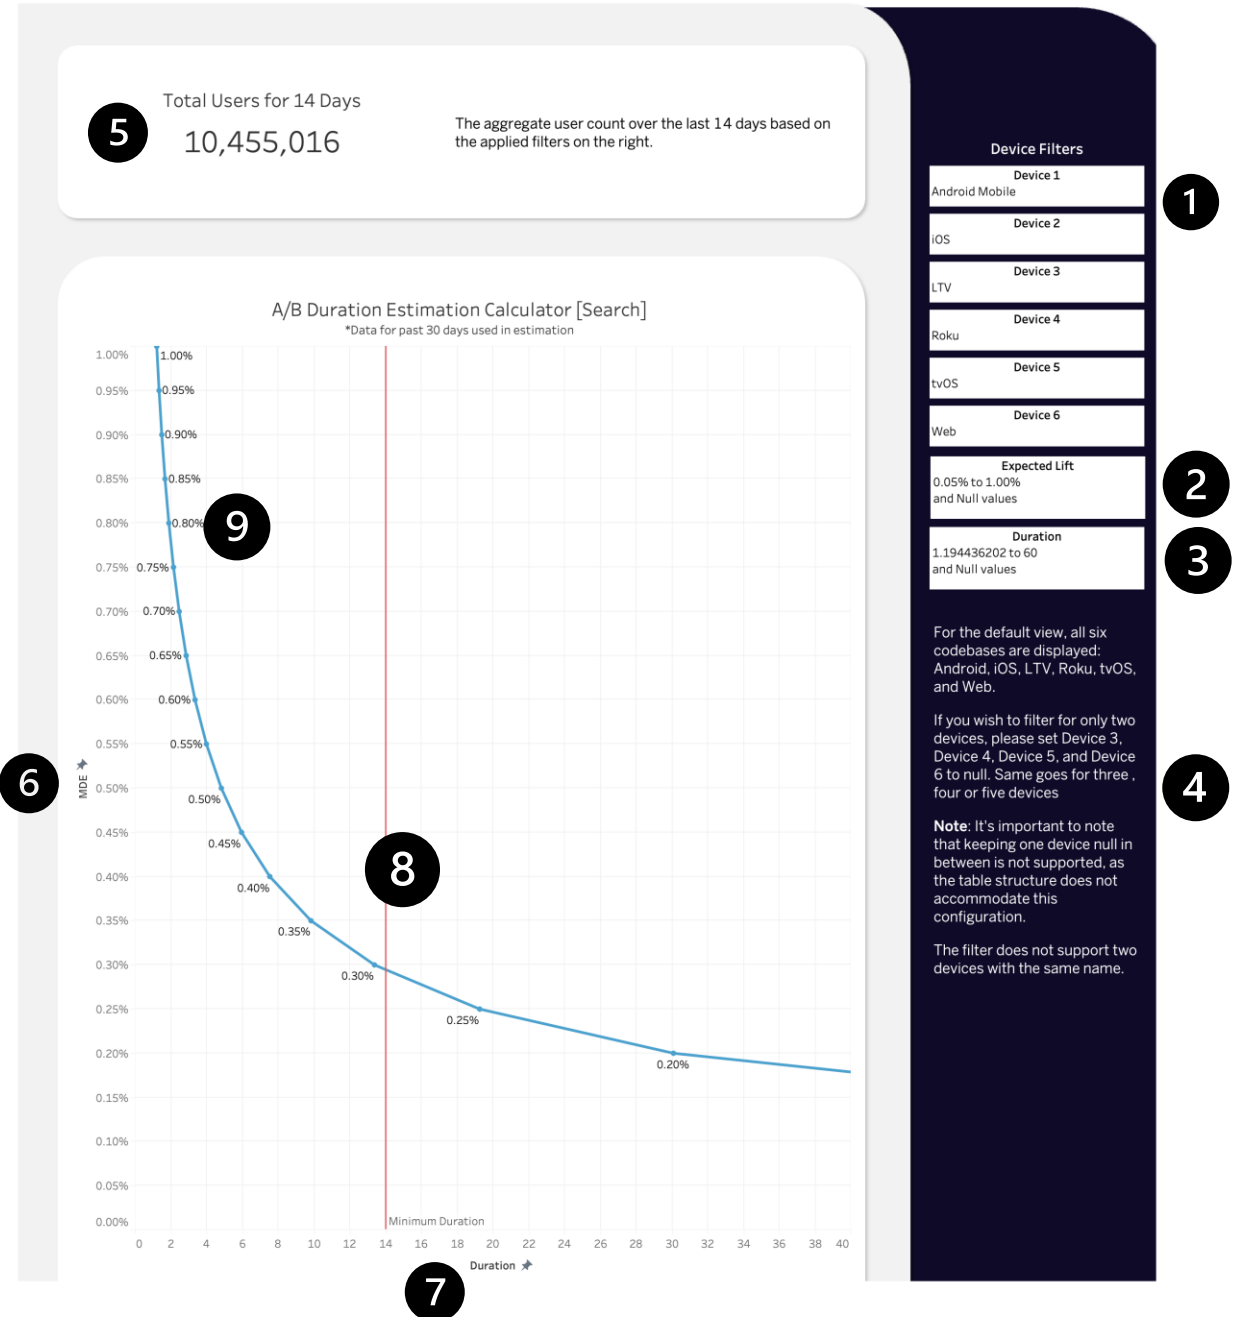 Total Users for 14 Days
10,455,016
5
The aggregate user count over the last 14 days based on
the applied filters on the right.
Device Filters
Device 1
Android Mobile
1
Device 2
iOS
Device 3
LTV
Device 4
Roku
Device 5
tvOS
Device 6
Web
Expected Lift
0.05% to 1.00%
and Null values
2
Duration
1.194436202 to 60
and Null values
3
For the default view, all six
codebases are displayed:
Android, iOS, LTV, Roku, tvOS,
and Web.
If you wish to filter for only two
devices, please set Device 3,
Device 4, Device 5, and Device
6 to null. Same goes for three ,
four or five devices
4
Note: It's important to note
that keeping one device null in
between is not supported, as
the table structure does not
accommodate this
configuration.
The filter does not support two
devices with the same name.
A/B Duration Estimation Calculator [Search]
*Data for past 30 days used in estimation
1.00%
0.95%
0.90%
0.85%
0.80%
0.75%
0.70%
0.65%
0.60%
0.55%
0.50%
0.45%
0.40%
0.35%
0.30%
0.25%
0.20%
0.15%
0.10%
0.05%
0.00%
MDE
6
1.00%
0.95%
0.90%
0.85%
0.80%
9
0.75%
0.70%
0.65%
0.60%
0.55%
0.50%
0.45%
0.40%
0.35%
0.30%
0.25%
0.20%
8
Minimum Duration
0 2 4 6 8 10 12 14 16 18 20 22 24 26 28 30 32 34 36 38 40
Duration
7